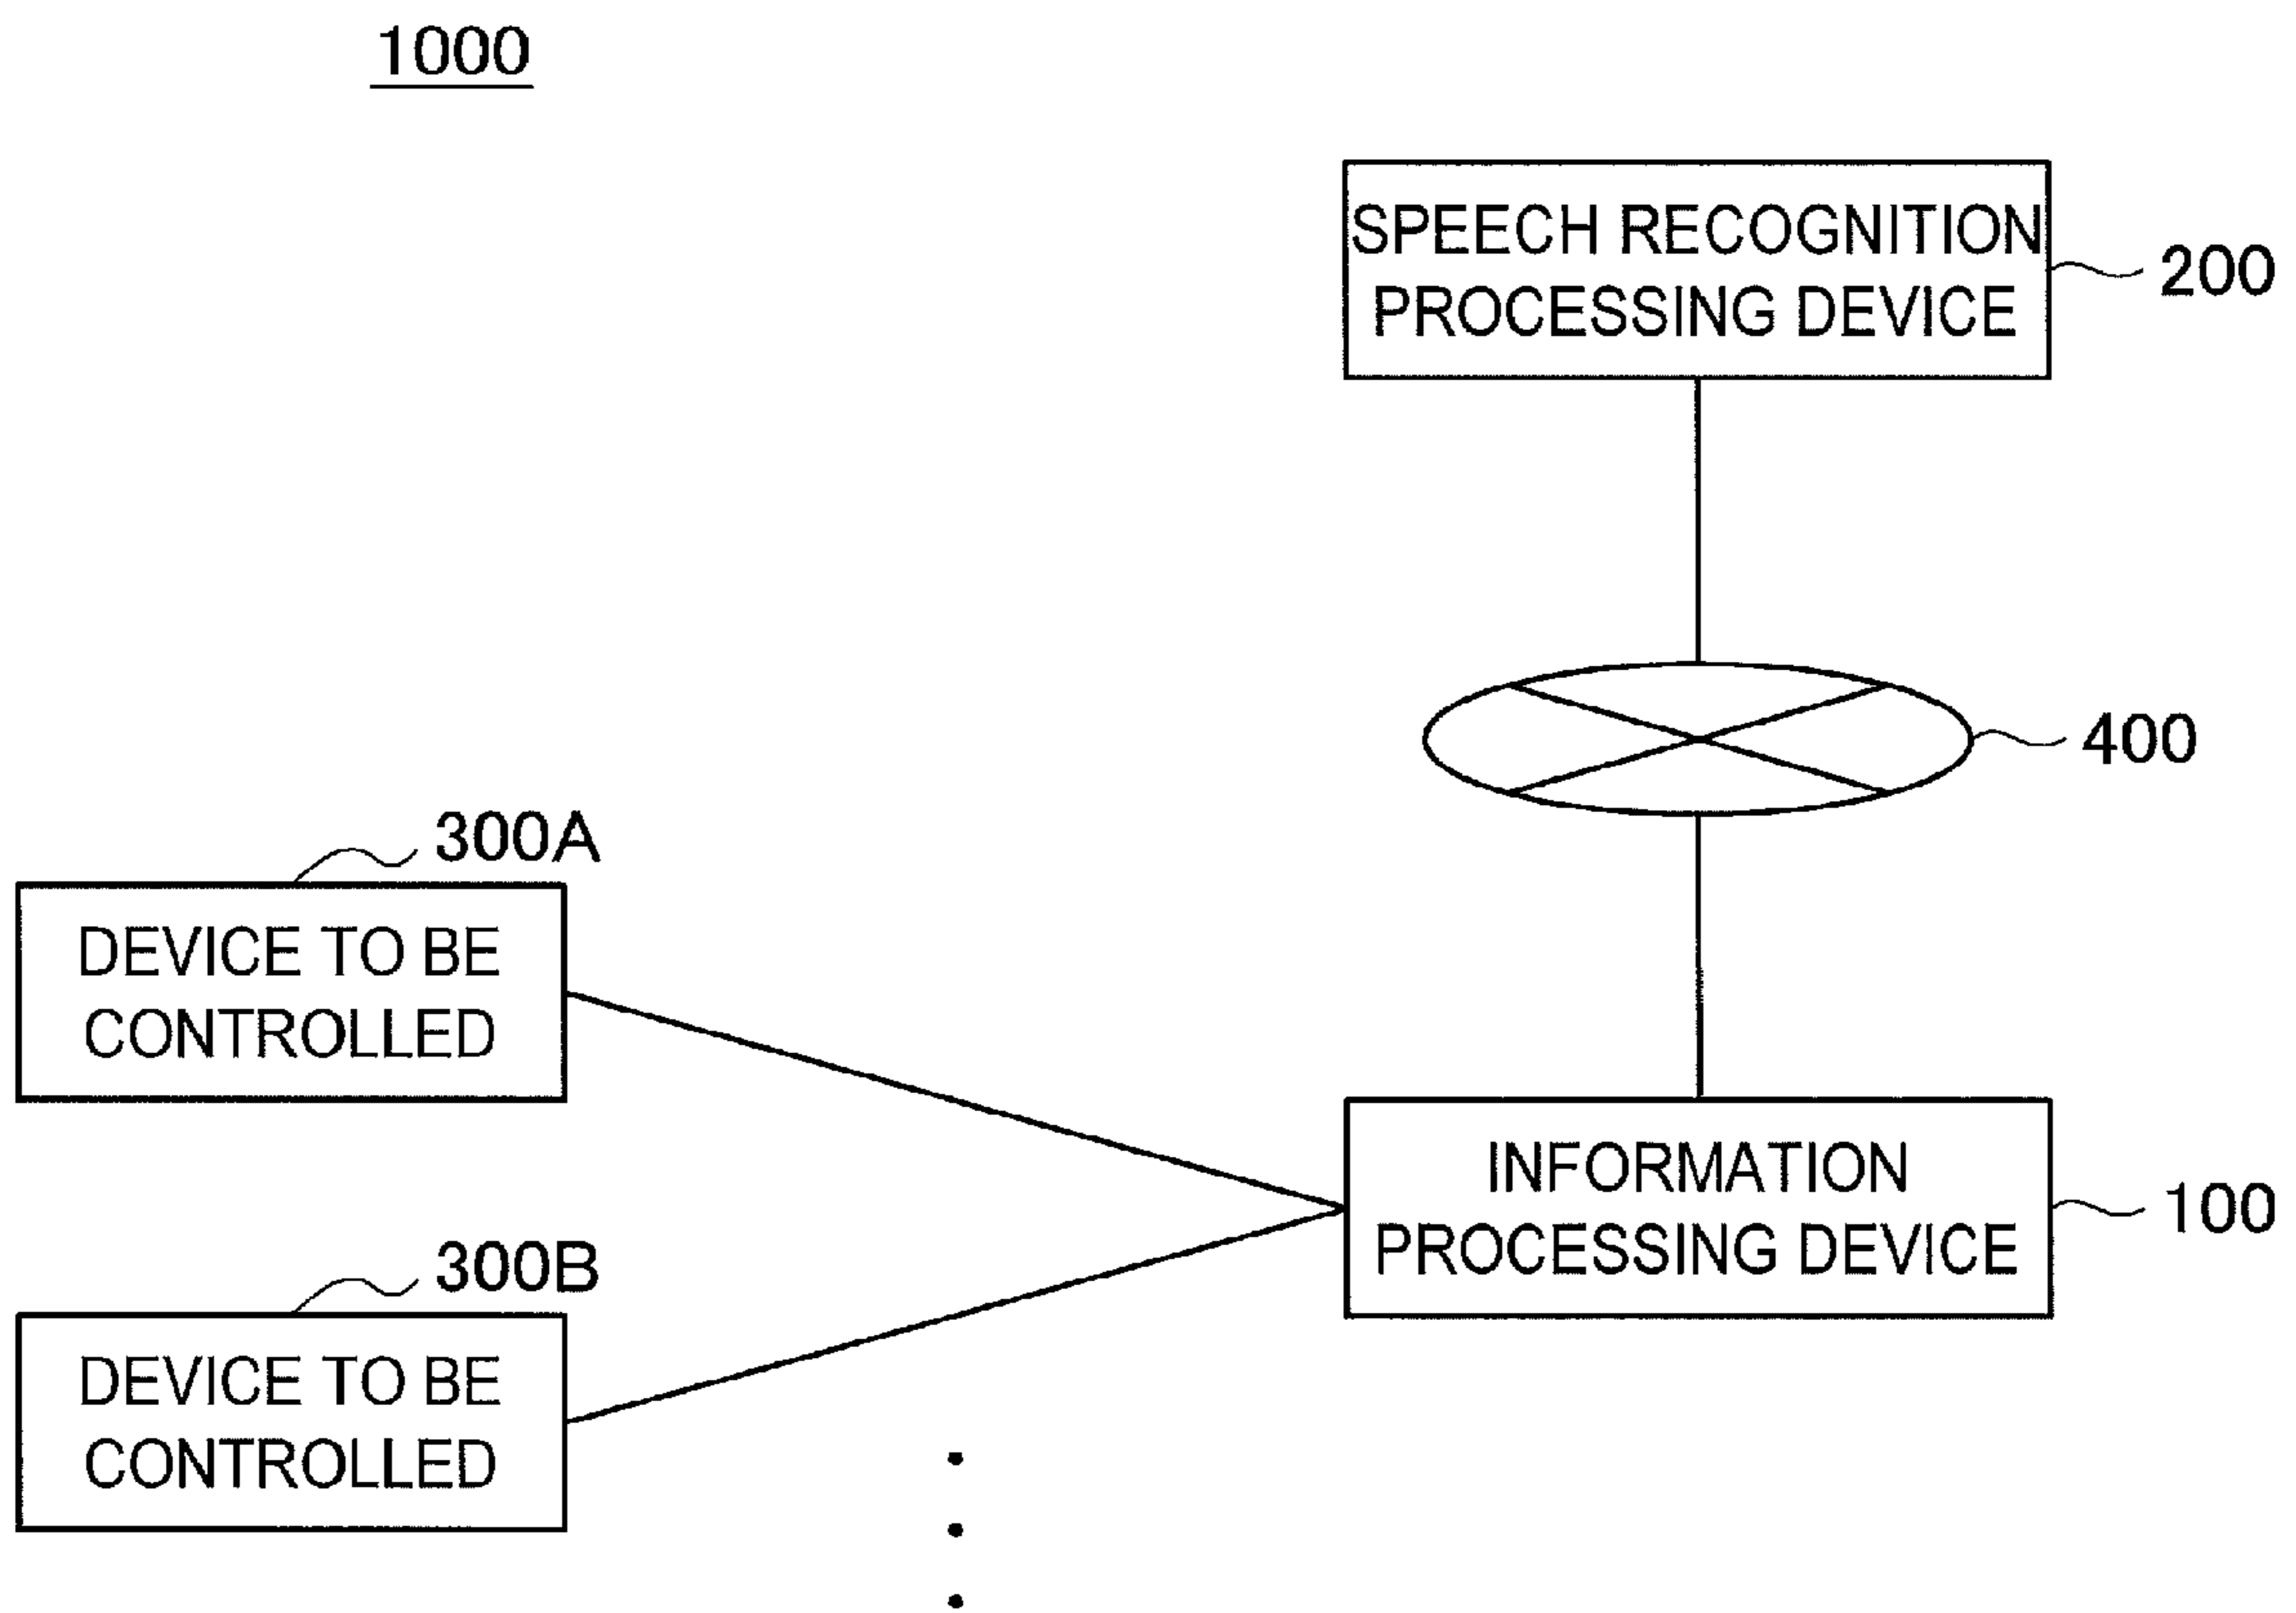 1000
SPEECH RECOGNITION
PROCESSING DEVICE
200
400
300A
DEVICE TO BE
CONTROLLED
INFORMATION
PROCESSING DEVICE
100
300B
DEVICE TO BE
CONTROLLED